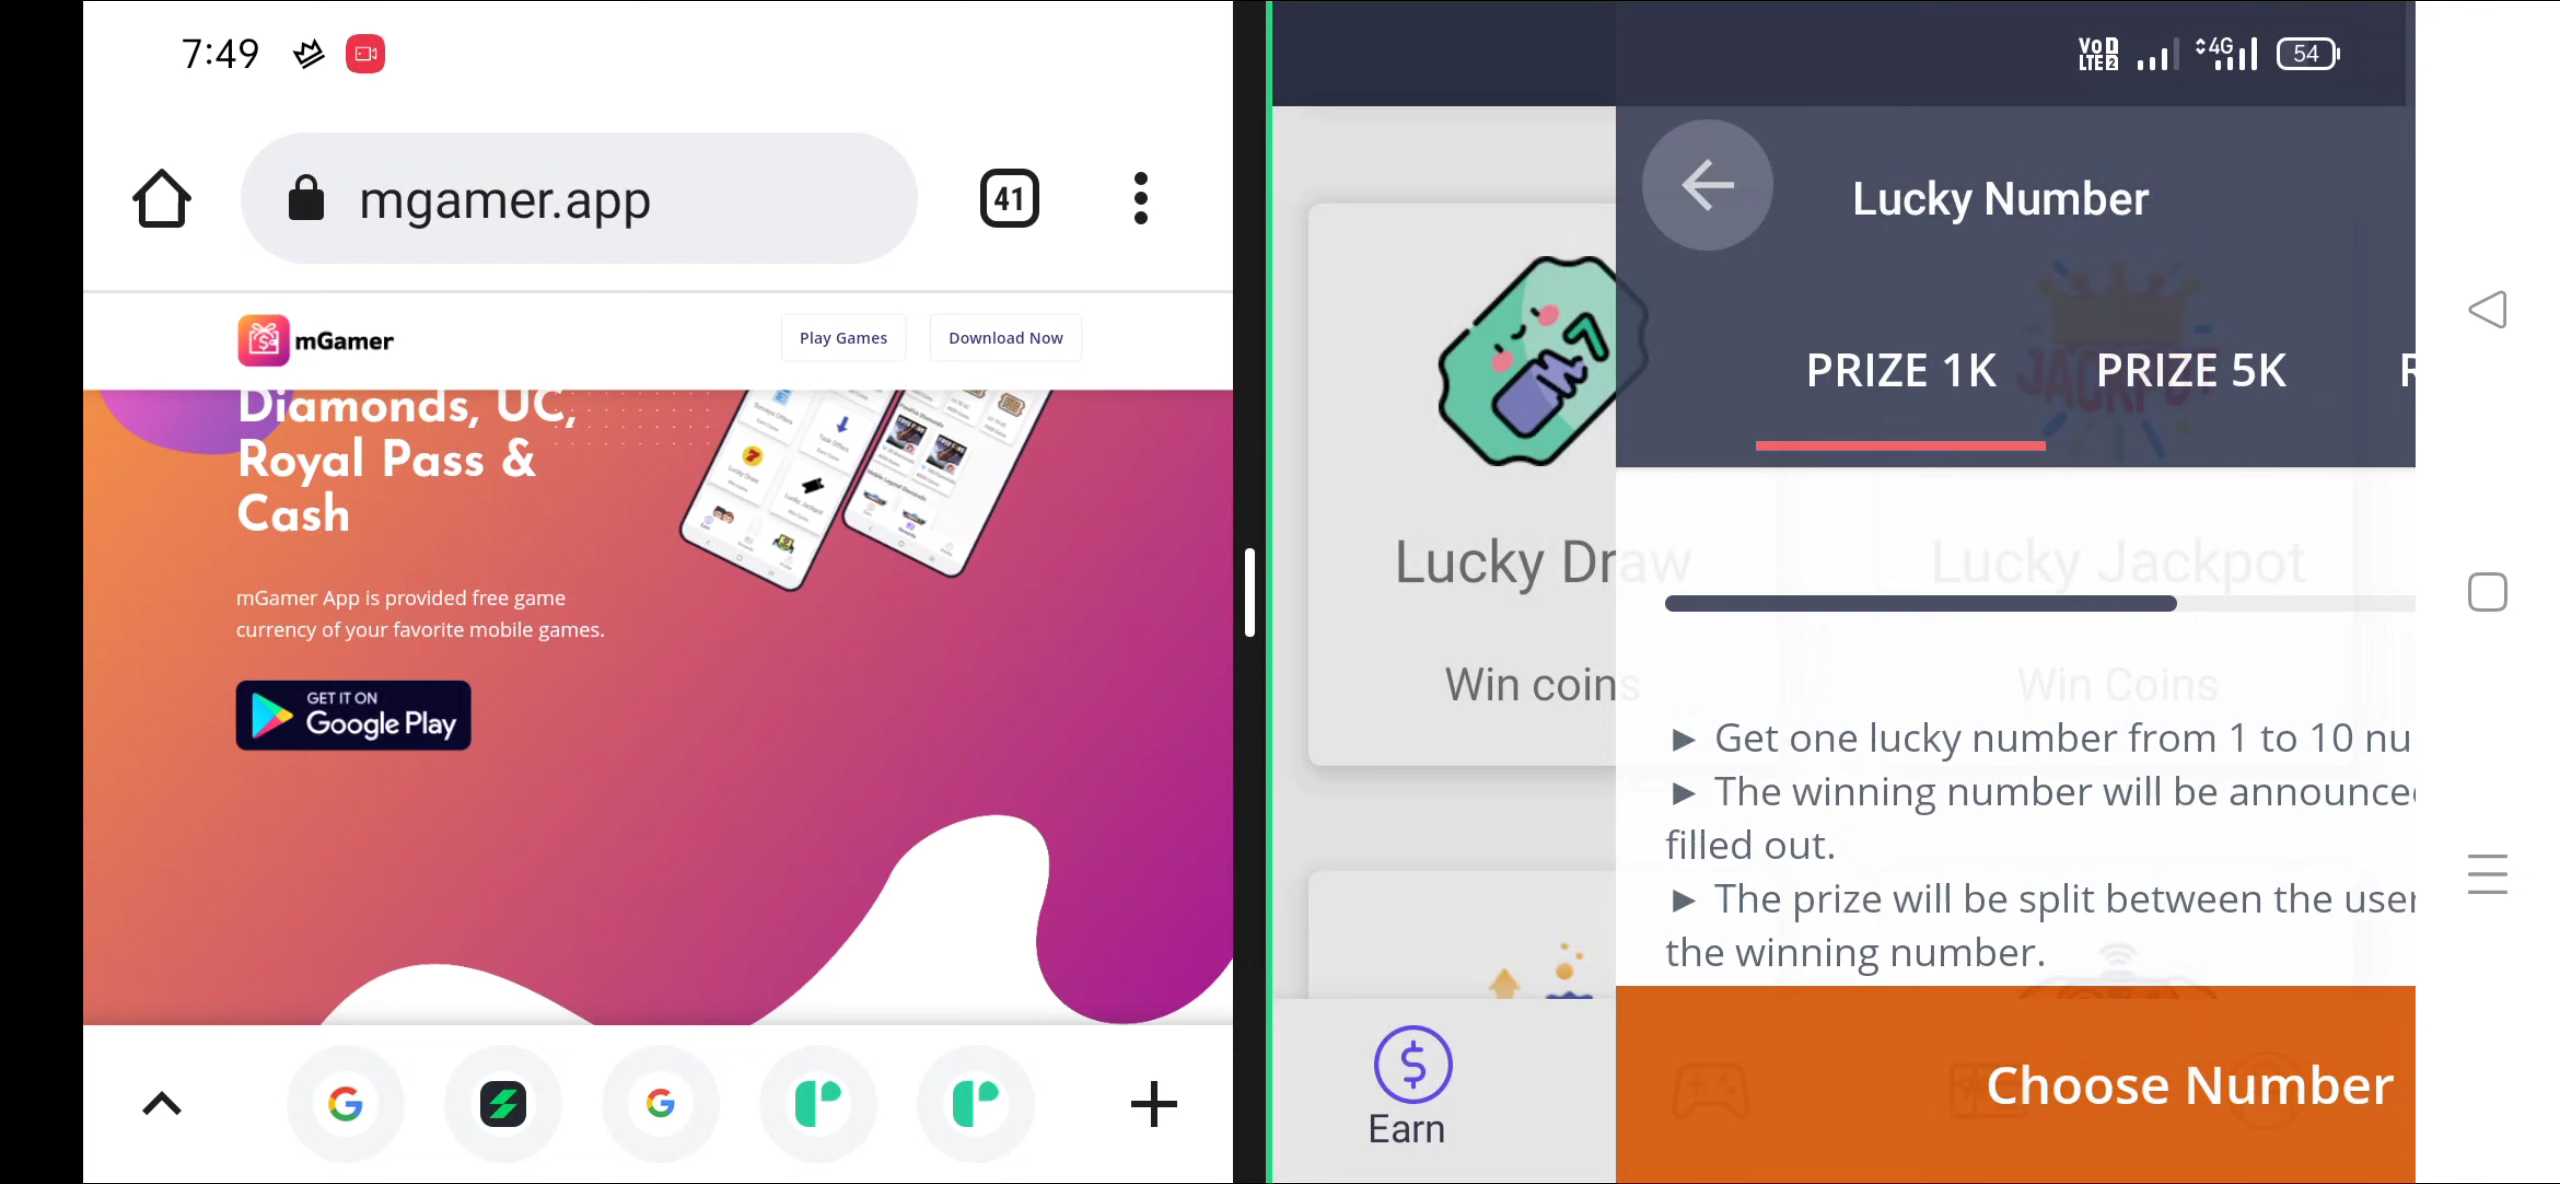 7:49
VoD
LTE2
4G
54
mgamer.app
41
mGamer
Play Games
Download Now
Diamonds, UC,
Royal Pass &
Cash
mGamer App is provided free game
currency of your favorite mobile games.
GET IT ON
Google Play
Lucky Number
PRIZE 1K
PRIZE 5K
JACKPOT
Lucky Draw
Lucky Jackpot
Win coins
Win Coins
► Get one lucky number from 1 to 10 nu
► The winning number will be announce
filled out.
► The prize will be split between the user
the winning number.
Earn
Choose Number